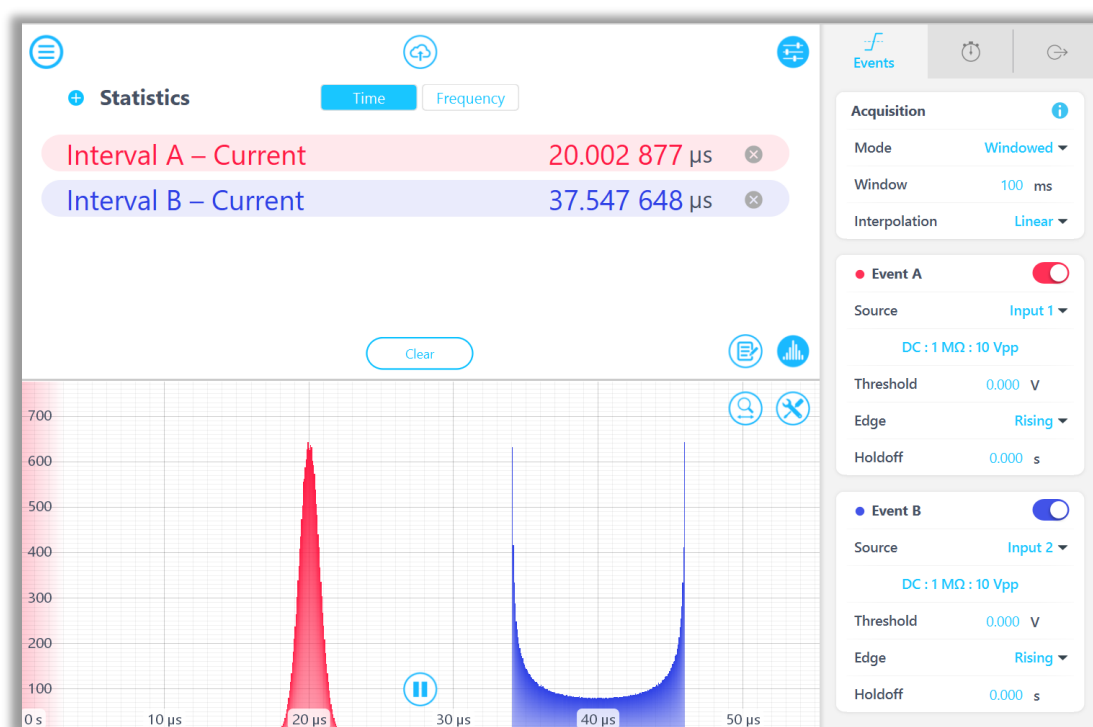 Statistics
Time
Frequency
Interval A – Current 20.002 877 µs
Interval B – Current 37.547 648 µs
Clear
700
600
500
400
300
200
100
0 s
10 µs
20 µs
30 µs
40 µs
50 µs
Events
Acquisition
Mode Windowed
Window 100 ms
Interpolation Linear
Event A
Source Input 1
DC : 1 MΩ : 10 Vpp
Threshold 0.000 V
Edge Rising
Holdoff 0.000 s
Event B
Source Input 2
DC : 1 MΩ : 10 Vpp
Threshold 0.000 V
Edge Rising
Holdoff 0.000 s